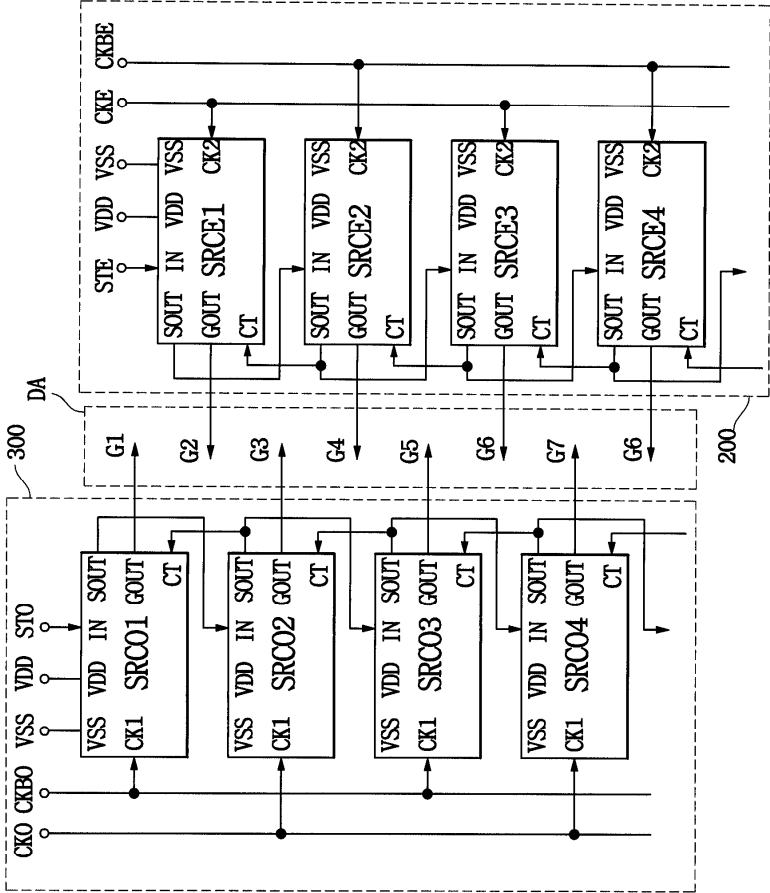 CKBE
CKE
VSS
VDD
STE
VSS
CK2
VDD
SRCE1
IN
SOUT
GOUT
CT
VSS
CK2
VDD
SRCE2
IN
SOUT
GOUT
CT
VSS
CK2
VDD
SRCE3
IN
SOUT
GOUT
CT
VSS
CK2
VDD
SRCE4
IN
SOUT
GOUT
CT
200
DA
G1
G2
G3
G4
G5
G6
G7
G6
300
STO
VDD
VSS
CKBO
CKO
SOUT
GOUT
CT
IN
SRCO1
VDD
VSS
CK1
SOUT
GOUT
CT
IN
SRCO2
VDD
VSS
CK1
SOUT
GOUT
CT
IN
SRCO3
VDD
VSS
CK1
SOUT
GOUT
CT
IN
SRCO4
VDD
VSS
CK1